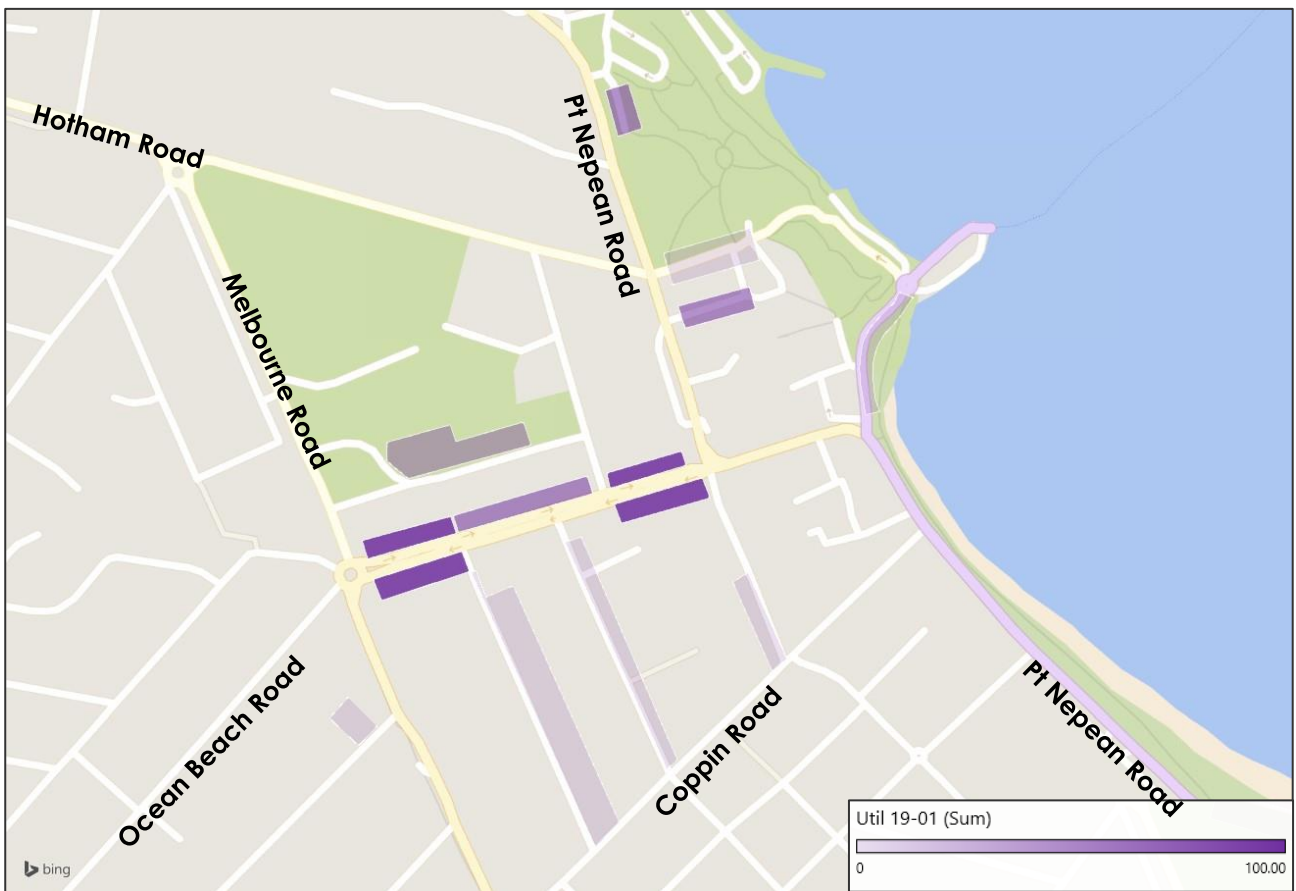 Hotham Road
Pt Nepean Road
Melbourne Road
Ocean Beach Road
Coppin Road
Pt Nepean Road
Util 19-01 (Sum)
0 100.00
bing